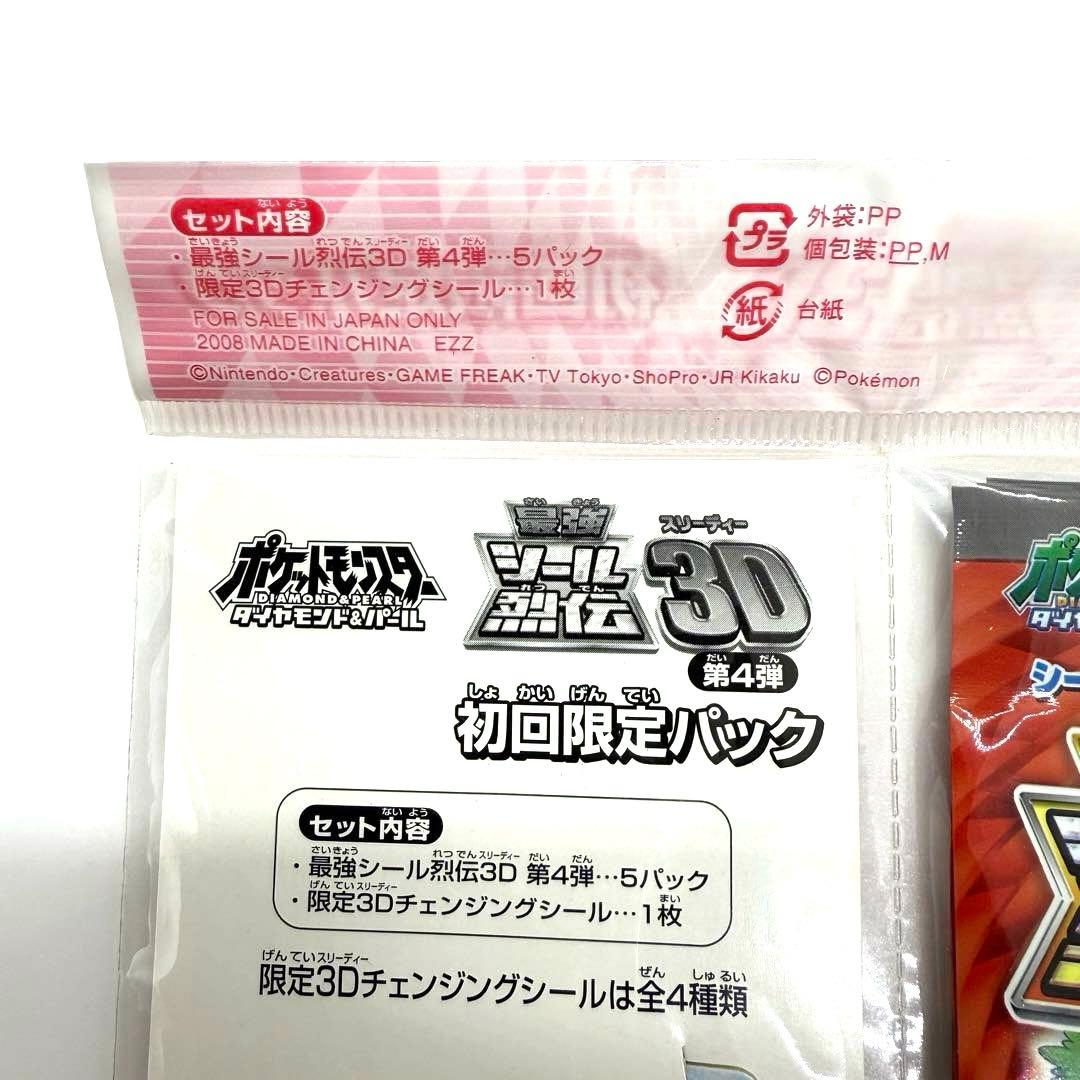 セット内容
・最強シール烈伝3D 第4弾…5パック
・限定3Dチェンジングシール…1枚
FOR SALE IN JAPAN ONLY
2008 MADE IN CHINA EZZ
©Nintendo・Creatures・GAME FREAK・TV Tokyo・ShoPro・JR Kikaku ©Pokémon
プラ
外袋:PP
個包装:PP,M
紙
台紙
ポケットモンスター
DIAMOND & PEARL
ダイヤモンド&パール
最強
シール
烈伝
スリーディー
3D
第4弾
初回限定パック
セット内容
・最強シール烈伝3D 第4弾…5パック
・限定3Dチェンジングシール…1枚
限定3Dチェンジングシールは全4種類